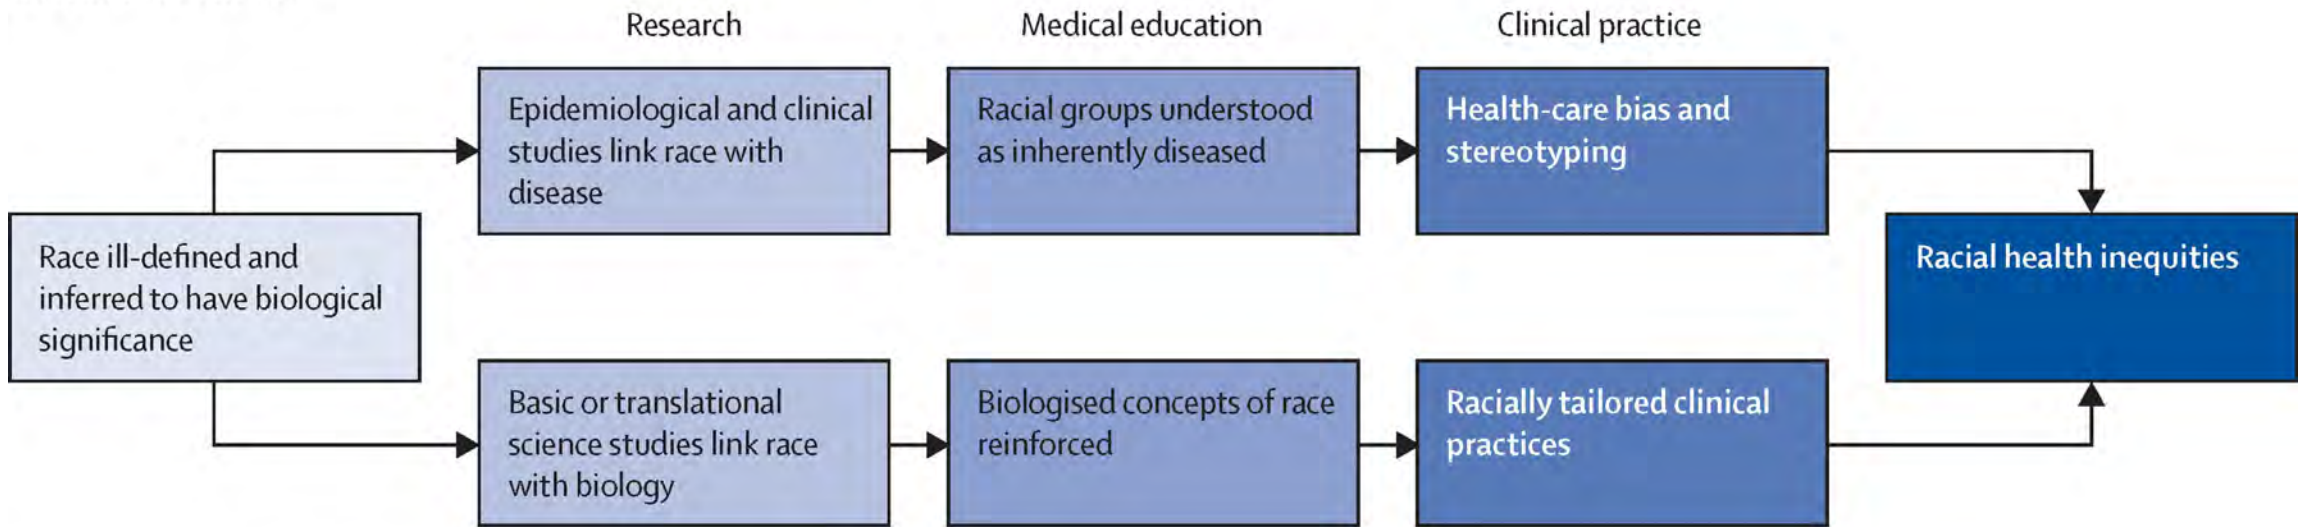 Research
Medical education
Clinical practice
Epidemiological and clinical
studies link race with
disease
Racial groups understood
as inherently diseased
Health-care bias and
stereotyping
Race ill-defined and
inferred to have biological
significance
Racial health inequities
Basic or translational
science studies link race
with biology
Biologised concepts of race
reinforced
Racially tailored clinical
practices